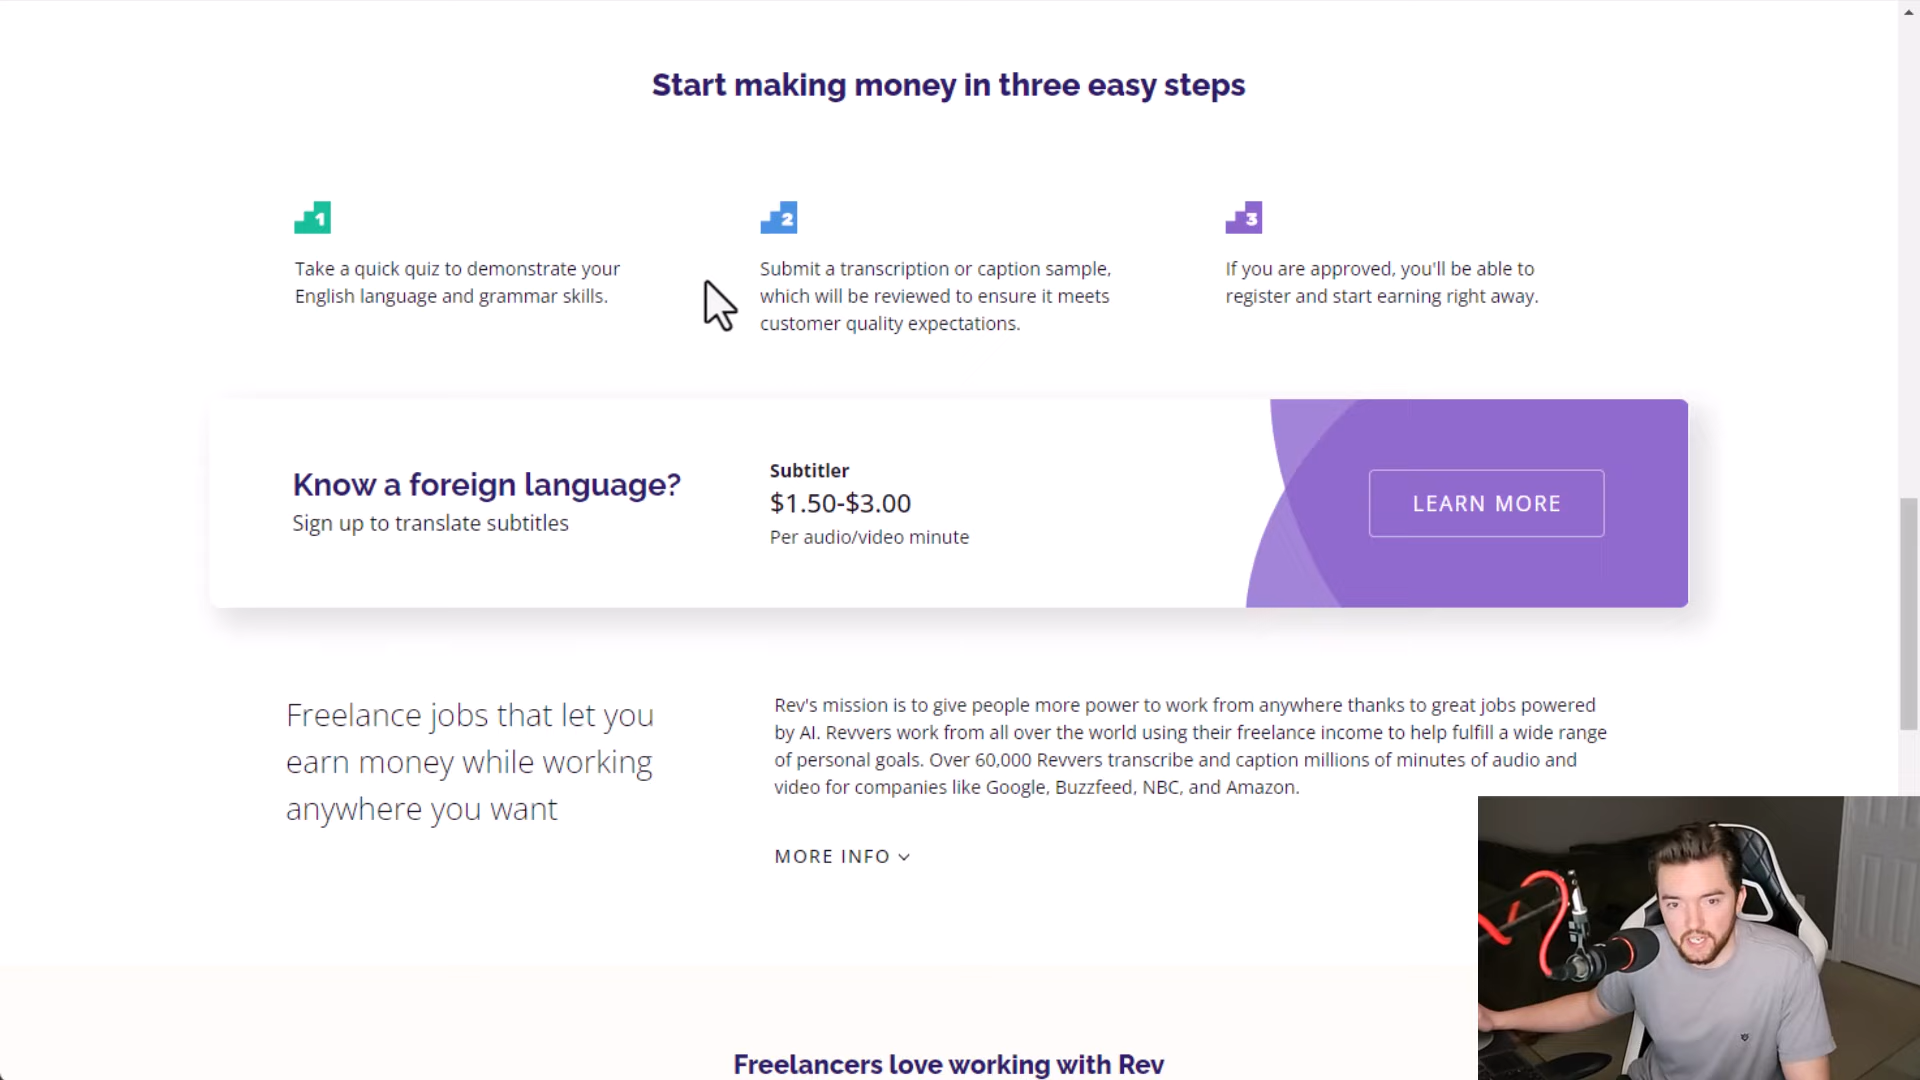 Start making money in three easy steps
1
Take a quick quiz to demonstrate your
English language and grammar skills.
2
Submit a transcription or caption sample,
which will be reviewed to ensure it meets
customer quality expectations.
3
If you are approved, you'll be able to
register and start earning right away.
Know a foreign language?
Sign up to translate subtitles
Subtitler
$1.50-$3.00
Per audio/video minute
LEARN MORE
Freelance jobs that let you
earn money while working
anywhere you want
Rev's mission is to give people more power to work from anywhere thanks to great jobs powered
by AI. Revvers work from all over the world using their freelance income to help fulfill a wide range
of personal goals. Over 60,000 Revvers transcribe and caption millions of minutes of audio and
video for companies like Google, Buzzfeed, NBC, and Amazon.
MORE INFO
Freelancers love working with Rev